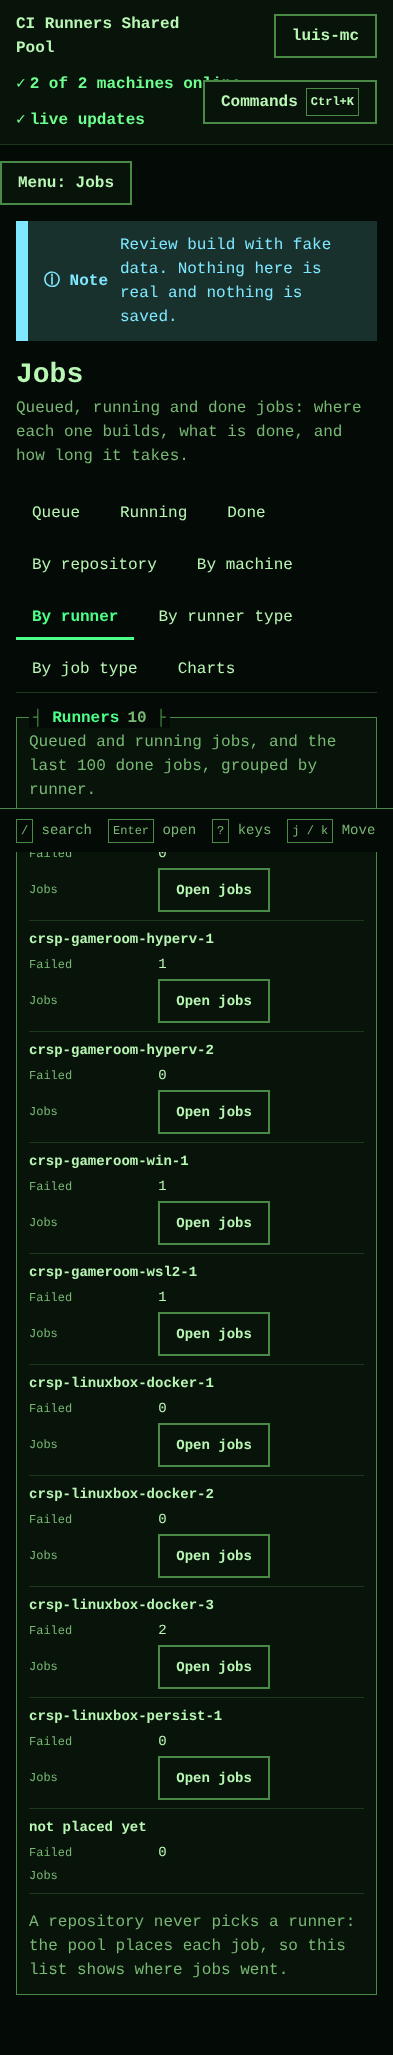 CI Runners Shared
Pool
luis-mc
✓ 2 of 2 machines
✓ live updates
Commands Ctrl+K
Menu: Jobs
ⓘ Note
Review build with fake
data. Nothing here is
real and nothing is
saved.
Jobs
Queued, running and done jobs: where
each one builds, what is done, and
how long it takes.
Queue Running Done
By repository By machine
By runner By runner type
By job type Charts
Runners 10
Queued and running jobs, and the
last 100 done jobs, grouped by
runner.
/ search Enter open ? keys j / k Move
Failed 0
Jobs Open jobs
crsp-gameroom-hyperv-1
Failed 1
Jobs Open jobs
crsp-gameroom-hyperv-2
Failed 0
Jobs Open jobs
crsp-gameroom-win-1
Failed 1
Jobs Open jobs
crsp-gameroom-wsl2-1
Failed 1
Jobs Open jobs
crsp-linuxbox-docker-1
Failed 0
Jobs Open jobs
crsp-linuxbox-docker-2
Failed 0
Jobs Open jobs
crsp-linuxbox-docker-3
Failed 2
Jobs Open jobs
crsp-linuxbox-persist-1
Failed 0
Jobs Open jobs
not placed yet
Failed 0
Jobs
A repository never picks a runner:
the pool places each job, so this
list shows where jobs went.